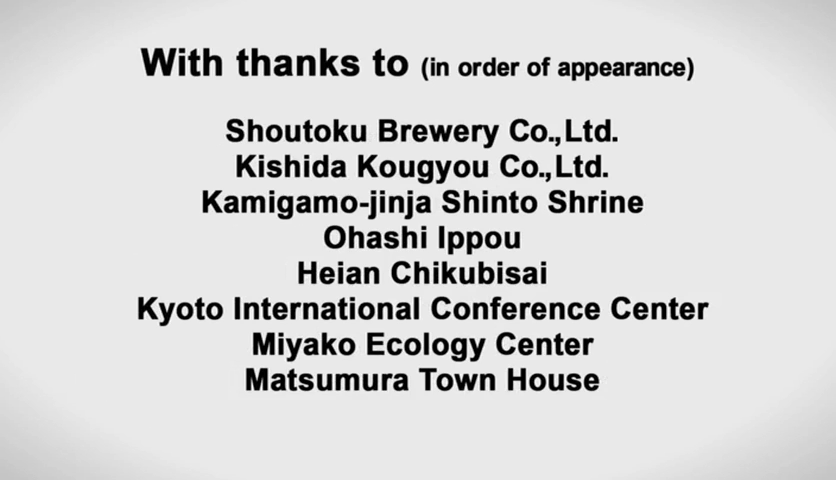 With thanks to (in order of appearance)
Shoutoku Brewery Co.,Ltd.
Kishida Kougyou Co.,Ltd.
Kamigamo-jinja Shinto Shrine
Ohashi Ippou
Heian Chikubisai
Kyoto International Conference Center
Miyako Ecology Center
Matsumura Town House